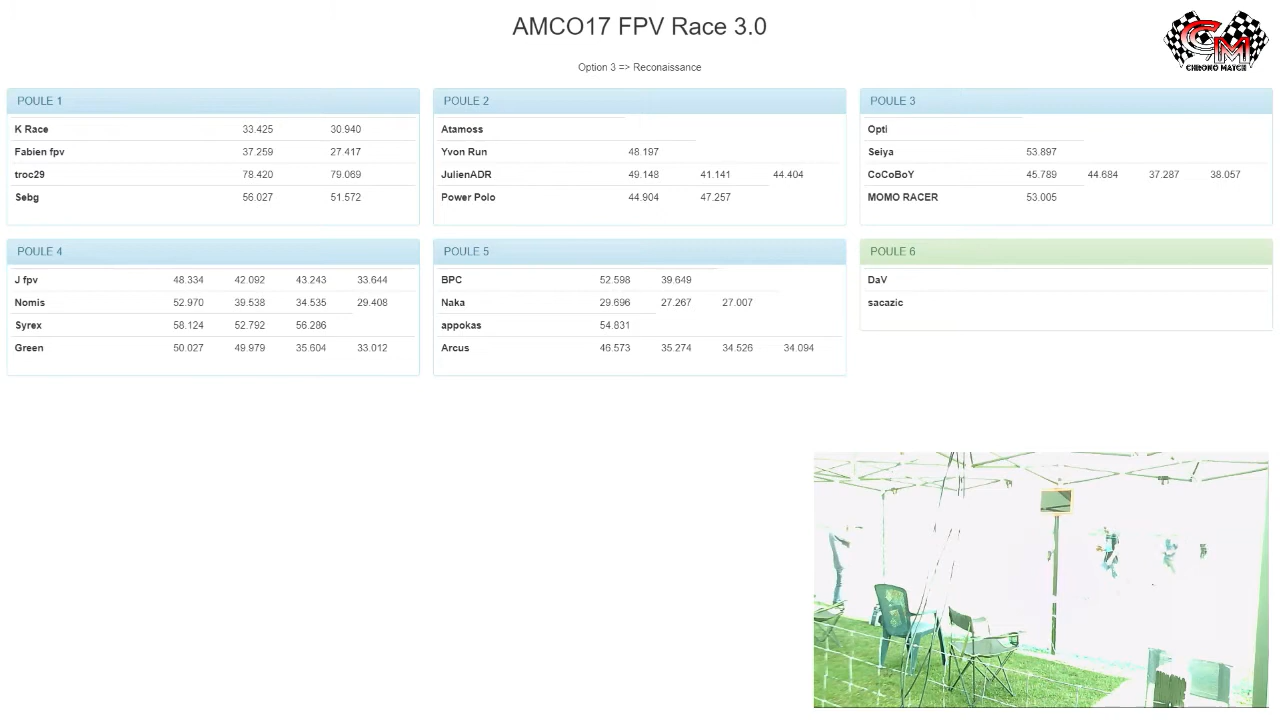 AMCO17 FPV Race 3.0
CM
CHRONO MATCH
Option 3 => Reconaissance
POULE 1
K Race 33.425 30.940
Fabien fpv 37.259 27.417
troc29 78.420 79.069
Sebg 56.027 51.572
POULE 2
Atamoss
Yvon Run 48.197
JulienADR 49.148 41.141 44.404
Power Polo 44.904 47.257
POULE 3
Opti
Seiya 53.897
CoCoBoY 45.789 44.684 37.287 38.057
MOMO RACER 53.005
POULE 4
J fpv 48.334 42.092 43.243 33.644
Nomis 52.970 39.538 34.535 29.408
Syrex 58.124 52.792 56.286
Green 50.027 49.979 35.604 33.012
POULE 5
BPC 52.598 39.649
Naka 29.696 27.267 27.007
appokas 54.831
Arcus 46.573 35.274 34.526 34.094
POULE 6
DaV
sacazic